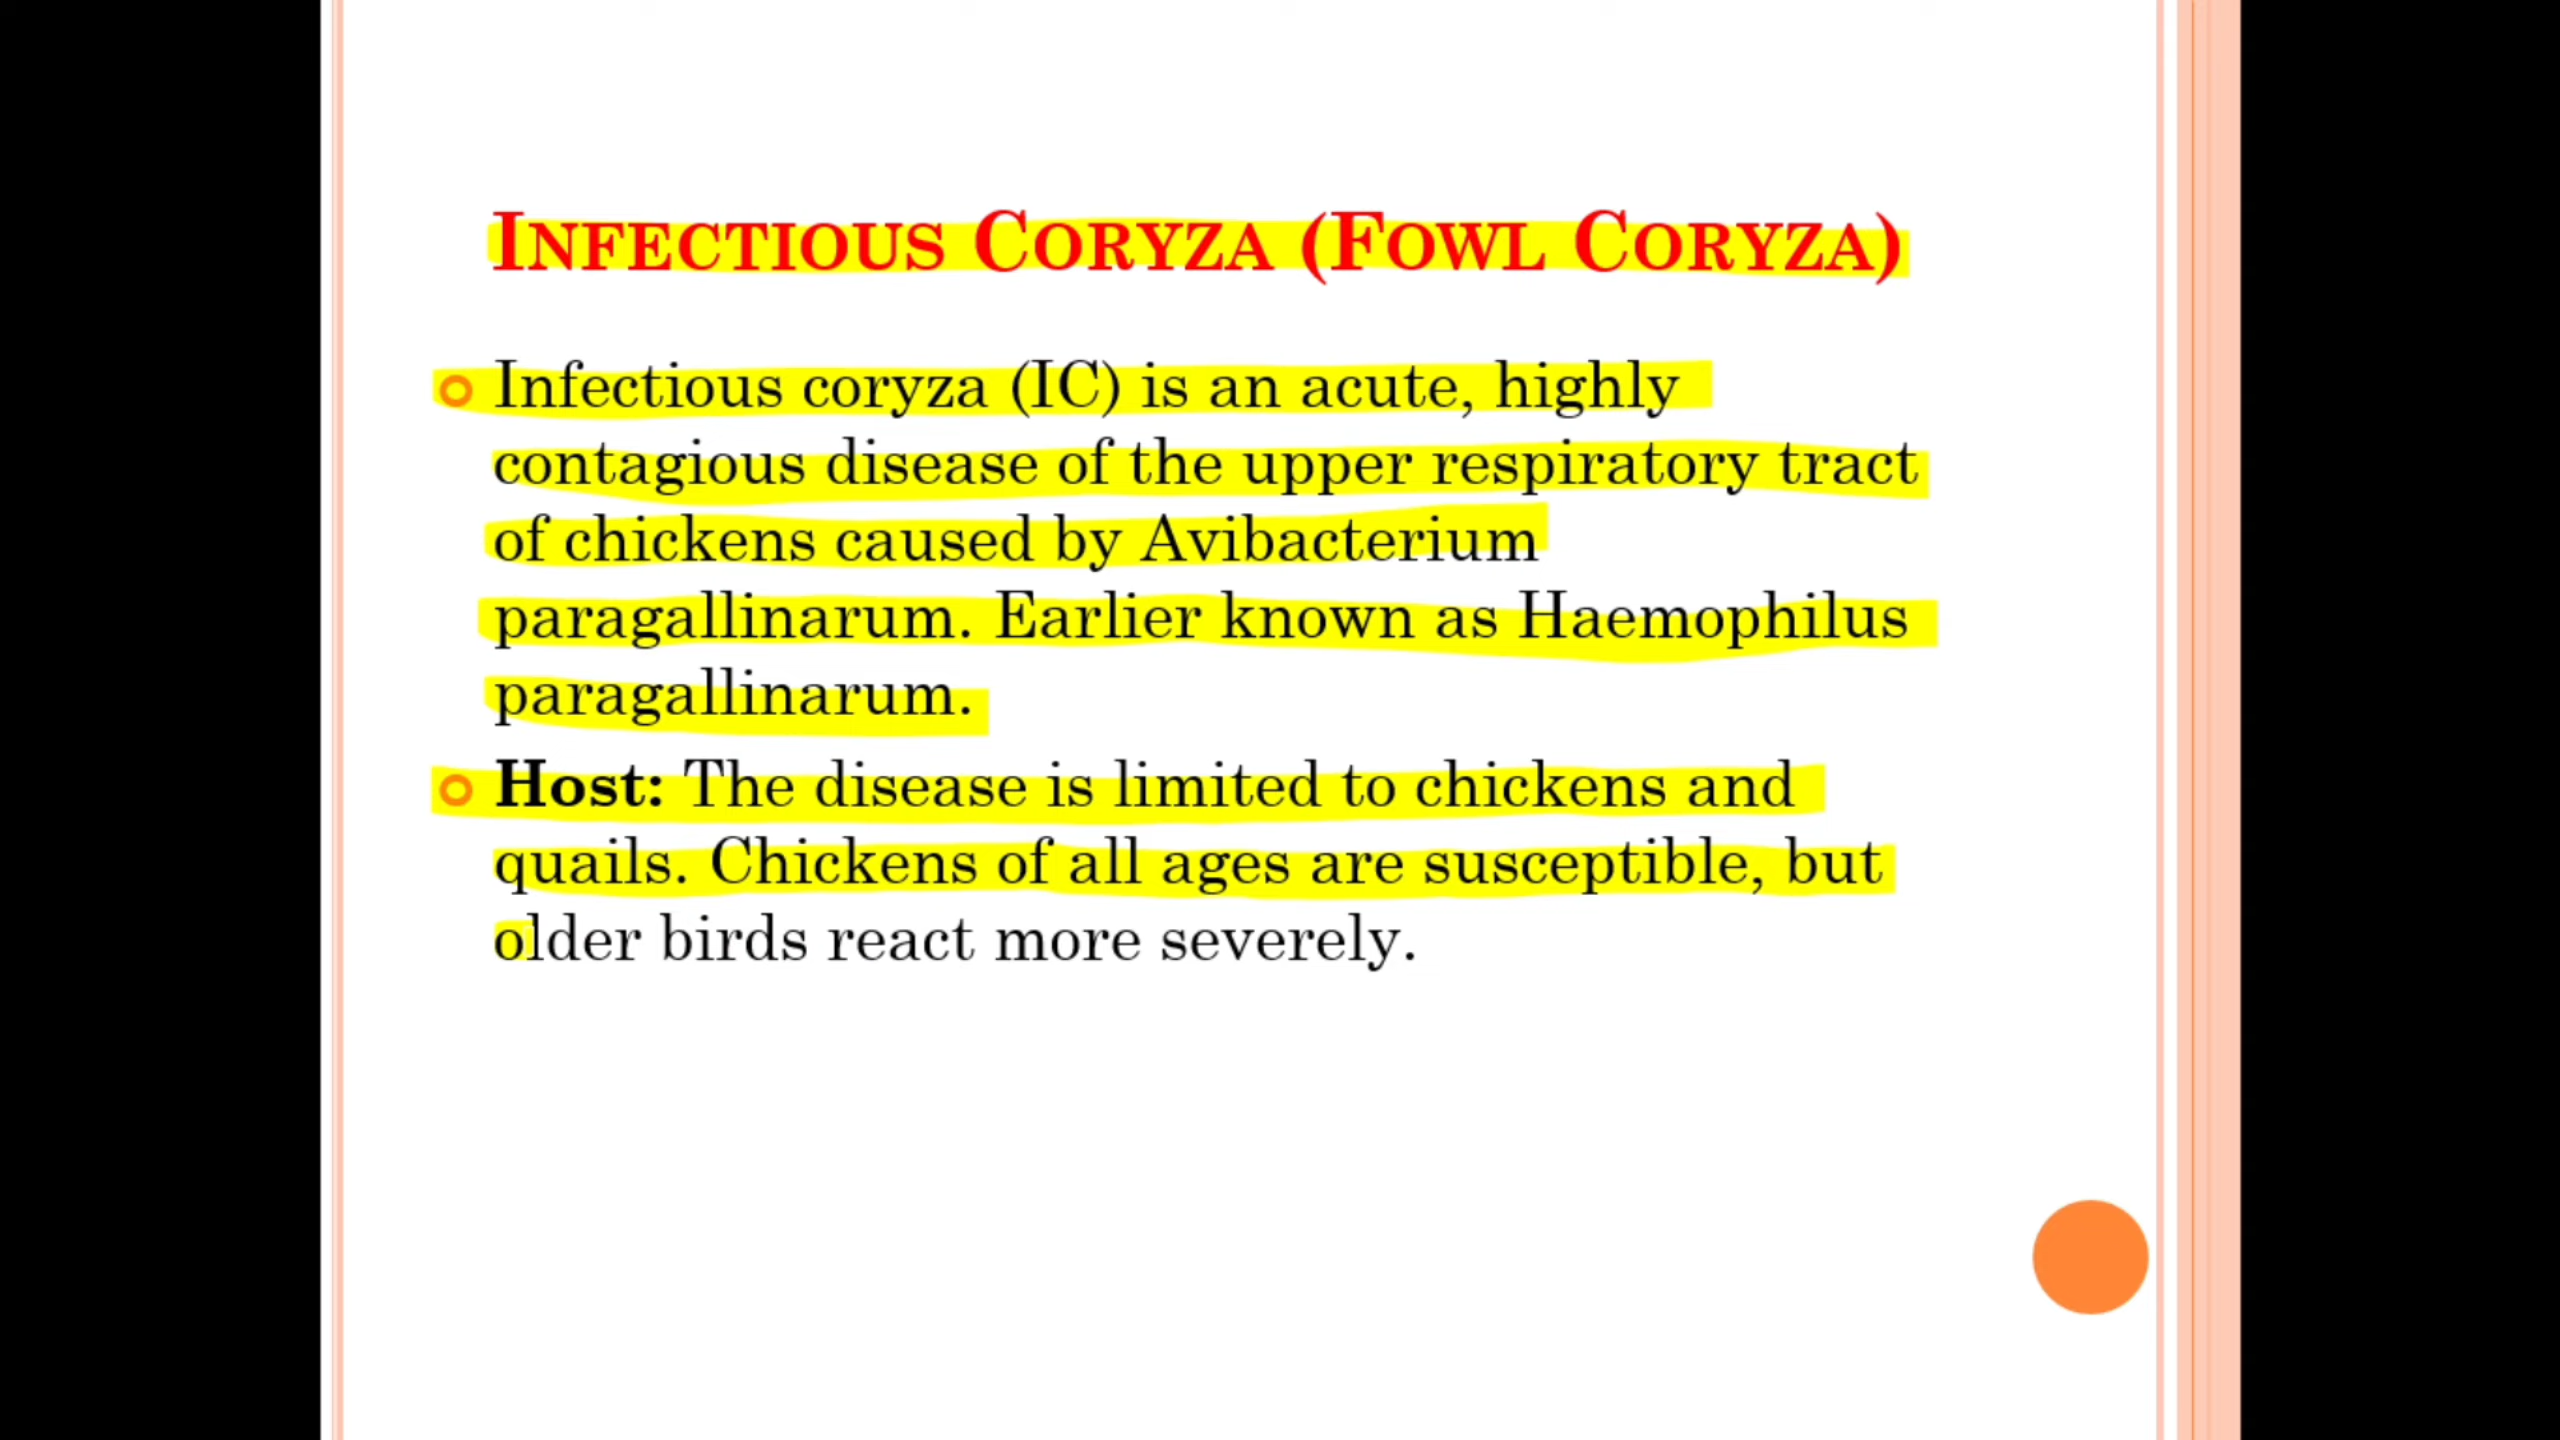 Infectious Coryza (Fowl Coryza)
Infectious coryza (IC) is an acute, highly
contagious disease of the upper respiratory tract
of chickens caused by Avibacterium
paragallinarum. Earlier known as Haemophilus
paragallinarum.
Host: The disease is limited to chickens and
quails. Chickens of all ages are susceptible, but
older birds react more severely.